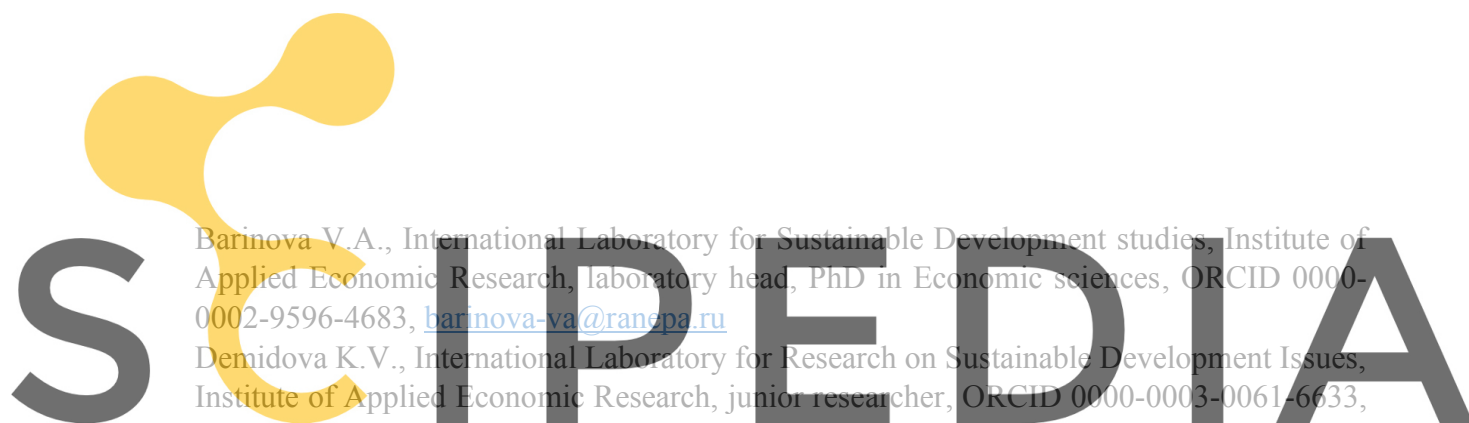 Barinova V.A., International Laboratory for Sustainable Development studies, Institute of
Applied Economic Research, laboratory head, PhD in Economic sciences, ORCID 0000-
0002-9596-4683, barinova-va@ranepa.ru
Demidova K.V., International Laboratory for Research on Sustainable Development Issues,
Institute of Applied Economic Research, junior researcher, ORCID 0000-0003-0061-6633,
SCIPEDIA